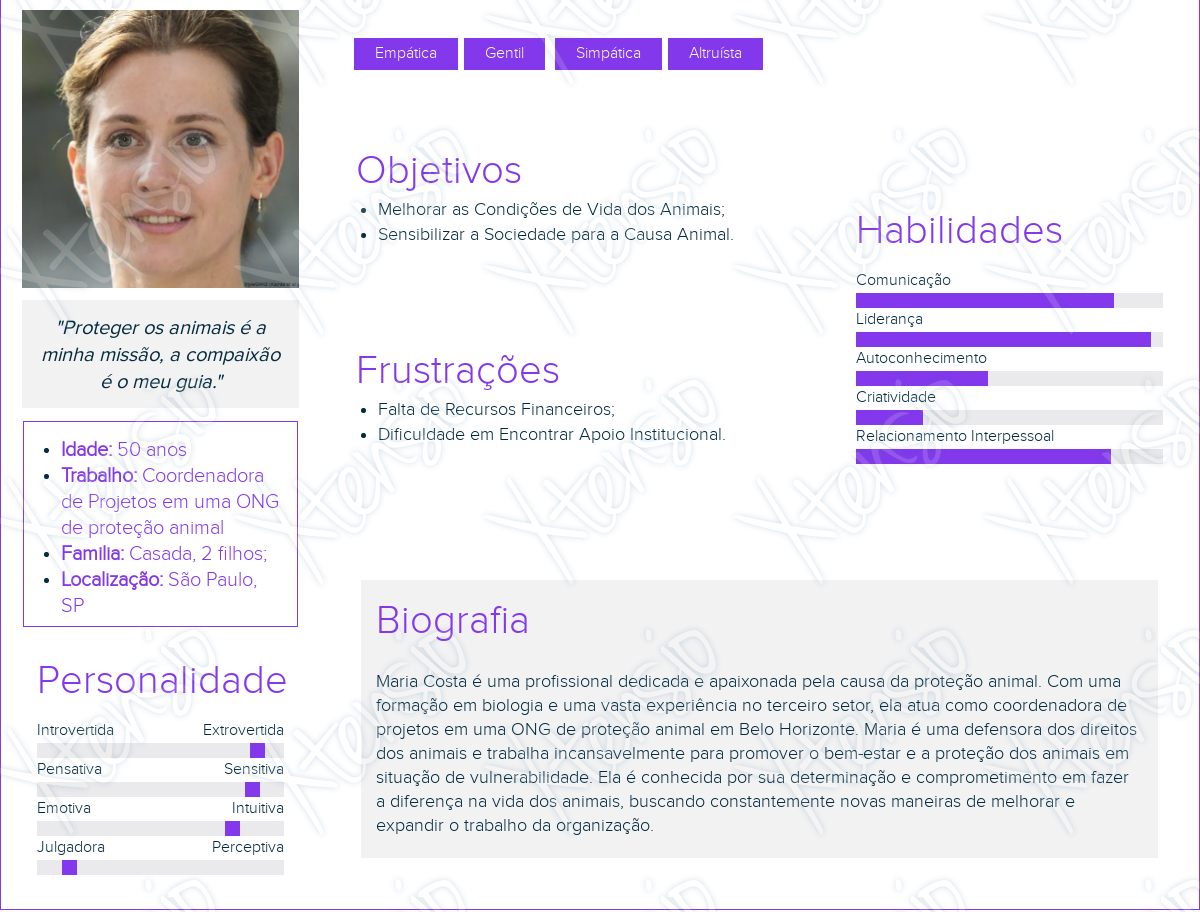 Empática
Gentil
Simpática
Altruísta
Objetivos
Melhorar as Condições de Vida dos Animais;
Sensibilizar a Sociedade para a Causa Animal.
Frustrações
Falta de Recursos Financeiros;
Dificuldade em Encontrar Apoio Institucional.
Habilidades
Comunicação
Liderança
Autoconhecimento
Criatividade
Relacionamento Interpessoal
"Proteger os animais é a
minha missão, a compaixão
é o meu guia."
Idade: 50 anos
Trabalho: Coordenadora
de Projetos em uma ONG
de proteção animal
Familia: Casada, 2 filhos;
Localização: São Paulo,
SP
Personalidade
Introvertida Extrovertida
Pensativa Sensitiva
Emotiva Intuitiva
Julgadora Perceptiva
Biografia
Maria Costa é uma profissional dedicada e apaixonada pela causa da proteção animal. Com uma
formação em biologia e uma vasta experiência no terceiro setor, ela atua como coordenadora de
projetos em uma ONG de proteção animal em Belo Horizonte. Maria é uma defensora dos direitos
dos animais e trabalha incansavelmente para promover o bem-estar e a proteção dos animais em
situação de vulnerabilidade. Ela é conhecida por sua determinação e comprometimento em fazer
a diferença na vida dos animais, buscando constantemente novas maneiras de melhorar e
expandir o trabalho da organização.
Xtensio